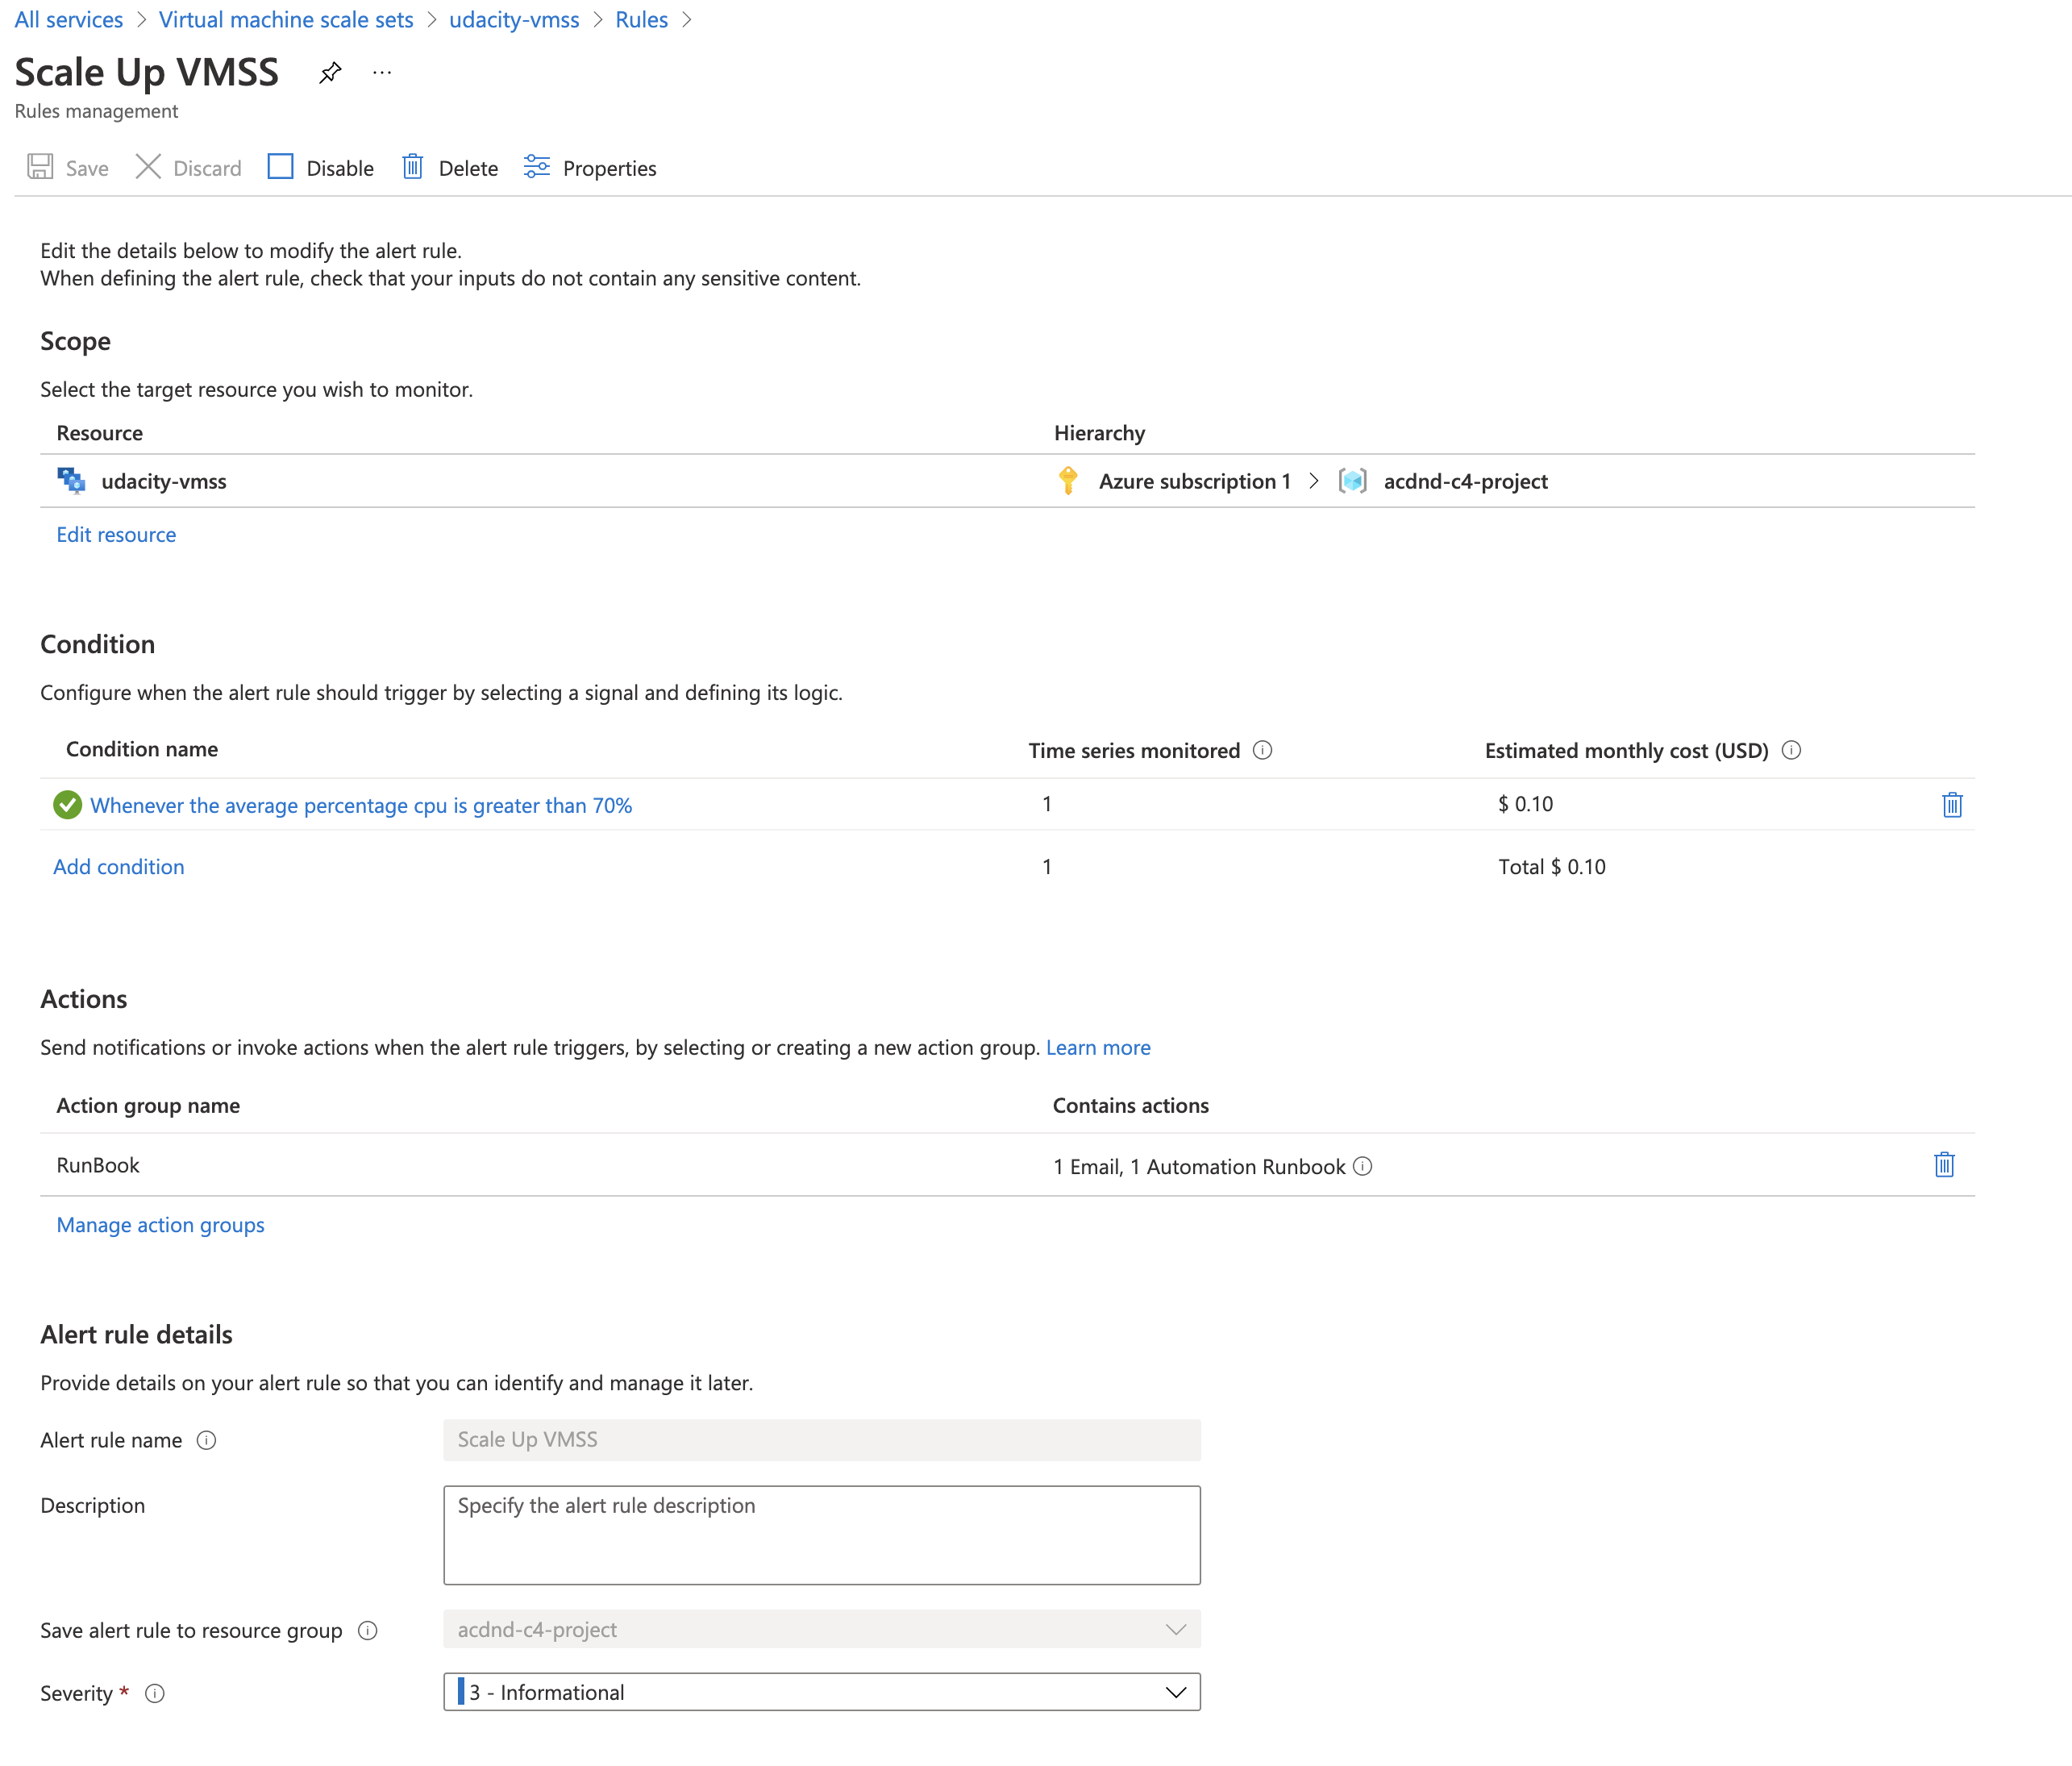 All services > Virtual machine scale sets > udacity-vmss > Rules >
Scale Up VMSS ...
Rules management
Save Discard Disable Delete Properties
Edit the details below to modify the alert rule.
When defining the alert rule, check that your inputs do not contain any sensitive content.
Scope
Select the target resource you wish to monitor.
Resource Hierarchy
udacity-vmss Azure subscription 1 > acdnd-c4-project
Edit resource
Condition
Configure when the alert rule should trigger by selecting a signal and defining its logic.
Condition name Time series monitored Estimated monthly cost (USD)
Whenever the average percentage cpu is greater than 70% 1 $ 0.10
Add condition 1 Total $ 0.10
Actions
Send notifications or invoke actions when the alert rule triggers, by selecting or creating a new action group. Learn more
Action group name Contains actions
RunBook 1 Email, 1 Automation Runbook
Manage action groups
Alert rule details
Provide details on your alert rule so that you can identify and manage it later.
Alert rule name Scale Up VMSS
Description Specify the alert rule description
Save alert rule to resource group acdnd-c4-project
Severity * 3 - Informational